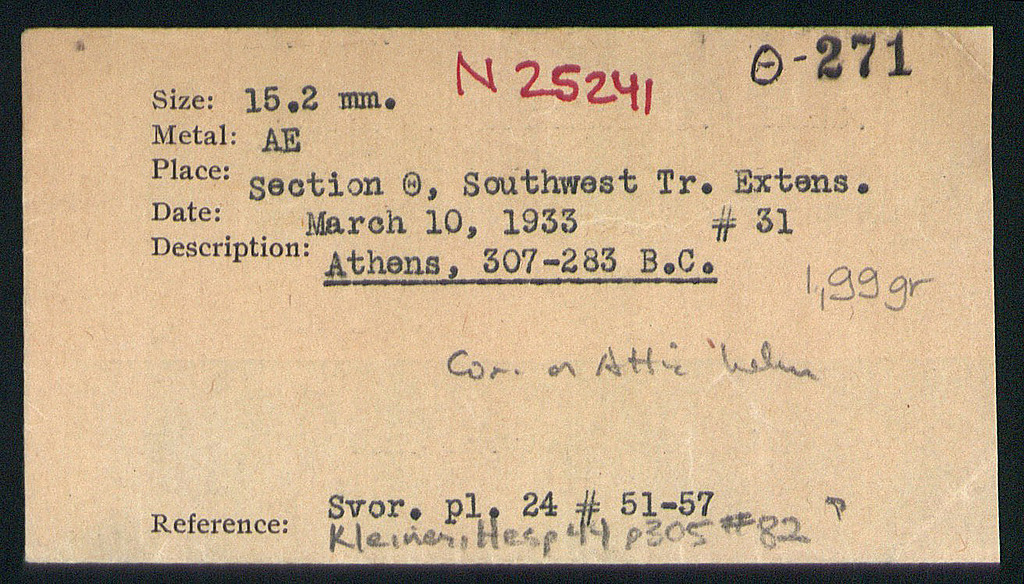 N 25241
Θ-271
Size: 15.2 mm.
Metal: AE
Place: Section Θ, Southwest Tr. Extens.
Date: March 10, 1933 # 31
Description: Athens, 307-283 B.C.
1,99 gr
Cor. or Attic helm
Svor. pl. 24 # 51-57
Reference: Kleiner, Hesp 44 p305 #82 ?